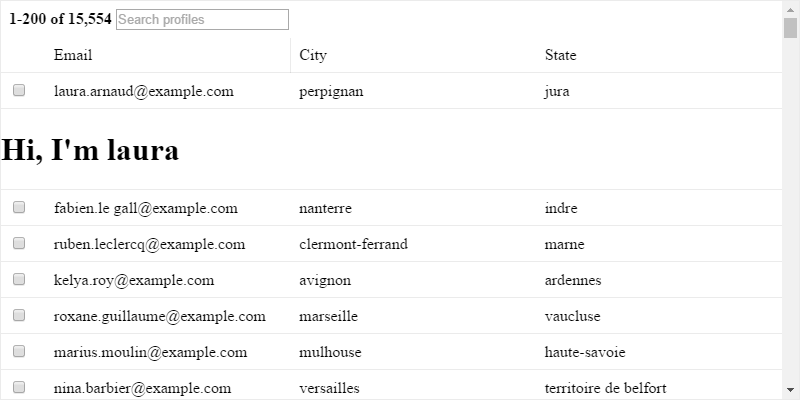 1-200 of 15,554 Search profiles
Email City State
laura.arnaud@example.com perpignan jura
Hi, I'm laura
fabien.le gall@example.com nanterre indre
ruben.leclercq@example.com clermont-ferrand marne
kelya.roy@example.com avignon ardennes
roxane.guillaume@example.com marseille vaucluse
marius.moulin@example.com mulhouse haute-savoie
nina.barbier@example.com versailles territoire de belfort